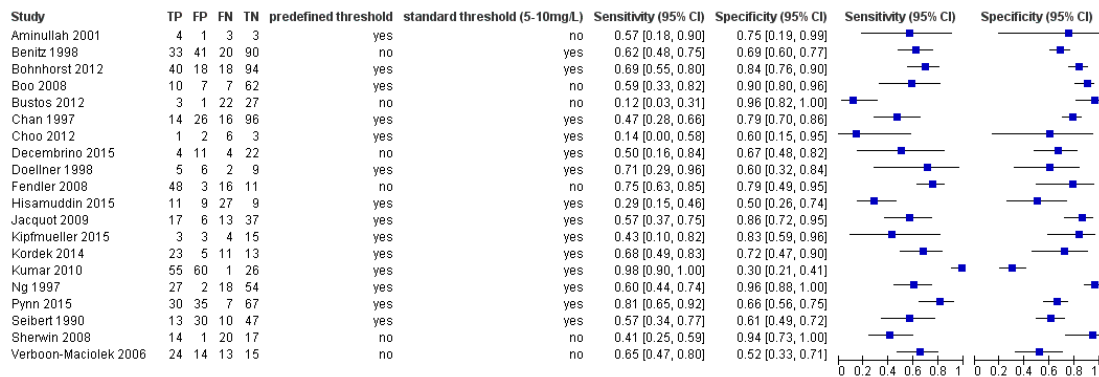 Study TP FP FN TN predefined threshold standard threshold (5-10mg/L) Sensitivity (95% CI) Specificity (95% CI) Sensitivity (95% CI) Specificity (95% CI)
Aminullah 2001 4 1 3 3 yes no 0.57 [0.18, 0.90] 0.75 [0.19, 0.99]
Benitz 1998 33 41 20 90 no yes 0.62 [0.48, 0.75] 0.69 [0.60, 0.77]
Bohnhorst 2012 40 18 18 94 yes yes 0.69 [0.55, 0.80] 0.84 [0.76, 0.90]
Boo 2008 10 7 7 62 yes no 0.59 [0.33, 0.82] 0.90 [0.80, 0.96]
Bustos 2012 3 1 22 27 no no 0.12 [0.03, 0.31] 0.96 [0.82, 1.00]
Chan 1997 14 26 16 96 yes yes 0.47 [0.28, 0.66] 0.79 [0.70, 0.86]
Choo 2012 1 2 6 3 yes yes 0.14 [0.00, 0.58] 0.60 [0.15, 0.95]
Decembrino 2015 4 11 4 22 no yes 0.50 [0.16, 0.84] 0.67 [0.48, 0.82]
Doellner 1998 5 6 2 9 yes yes 0.71 [0.29, 0.96] 0.60 [0.32, 0.84]
Fendler 2008 48 3 16 11 no no 0.75 [0.63, 0.85] 0.79 [0.49, 0.95]
Hisamuddin 2015 11 9 27 9 yes yes 0.29 [0.15, 0.46] 0.50 [0.26, 0.74]
Jacquot 2009 17 6 13 37 yes yes 0.57 [0.37, 0.75] 0.86 [0.72, 0.95]
Kipfmueller 2015 3 3 4 15 yes yes 0.43 [0.10, 0.82] 0.83 [0.59, 0.96]
Kordek 2014 23 5 11 13 yes yes 0.68 [0.49, 0.83] 0.72 [0.47, 0.90]
Kumar 2010 55 60 1 26 yes no 0.98 [0.90, 1.00] 0.30 [0.21, 0.41]
Ng 1997 27 2 18 54 yes yes 0.60 [0.44, 0.74] 0.96 [0.88, 1.00]
Pynn 2015 30 35 7 67 yes yes 0.81 [0.65, 0.92] 0.66 [0.56, 0.75]
Seibert 1990 13 30 10 47 yes yes 0.57 [0.34, 0.77] 0.61 [0.49, 0.72]
Sherwin 2008 14 1 20 17 no no 0.41 [0.25, 0.59] 0.94 [0.73, 1.00]
Verboon-Maciolek 2006 24 14 13 15 no no 0.65 [0.47, 0.80] 0.52 [0.33, 0.71]
0 0.2 0.4 0.6 0.8 1 0 0.2 0.4 0.6 0.8 1